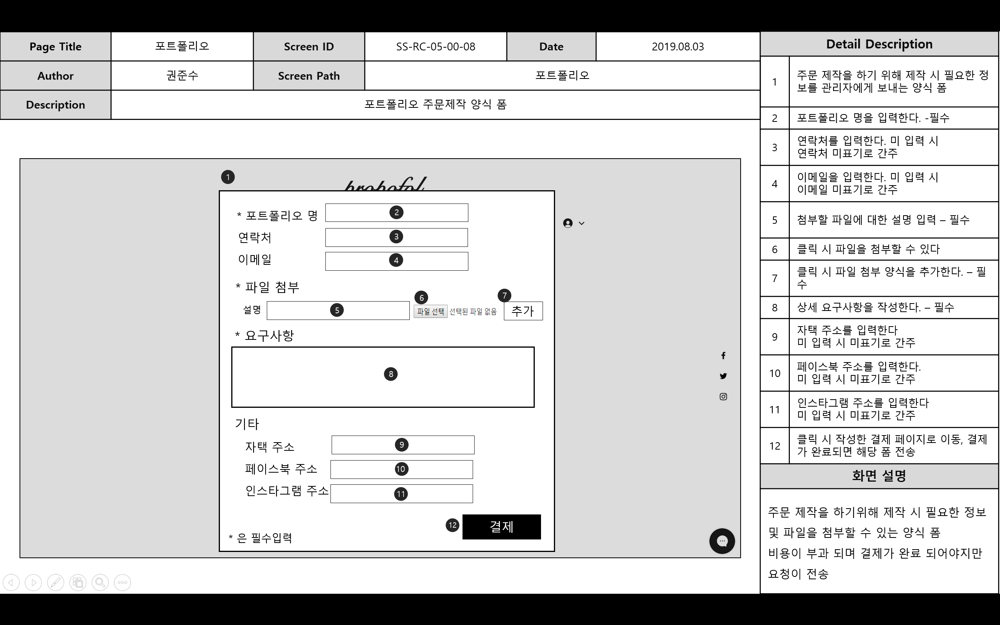 Page Title 포트폴리오 Screen ID SS-RC-05-00-08 Date 2019.08.03
Author 권준수 Screen Path 포트폴리오
Description 포트폴리오 주문제작 양식 폼
1
propofol
* 포트폴리오 명 2
연락처 3
이메일 4
* 파일 첨부
6 7
설명 5 파일 선택 선택된 파일 없음 추가
* 요구사항
8
기타
자택 주소 9
페이스북 주소 10
인스타그램 주소 11
12 결제
* 은 필수입력
Detail Description
1 주문 제작을 하기 위해 제작 시 필요한 정
보를 관리자에게 보내는 양식 폼
2 포트폴리오 명을 입력한다. -필수
3 연락처를 입력한다. 미 입력 시
연락처 미표기로 간주
4 이메일을 입력한다. 미 입력 시
이메일 미표기로 간주
5 첨부할 파일에 대한 설명 입력 – 필수
6 클릭 시 파일을 첨부할 수 있다
7 클릭 시 파일 첨부 양식을 추가한다. – 필
수
8 상세 요구사항을 작성한다. – 필수
9 자택 주소를 입력한다
미 입력 시 미표기로 간주
10 페이스북 주소를 입력한다.
미 입력 시 미표기로 간주
11 인스타그램 주소를 입력한다
미 입력 시 미표기로 간주
12 클릭 시 작성한 결제 페이지로 이동, 결제
가 완료되면 해당 폼 전송
화면 설명
주문 제작을 하기위해 제작 시 필요한 정보
및 파일을 첨부할 수 있는 양식 폼
비용이 부과 되며 결제가 완료 되어야지만
요청이 전송